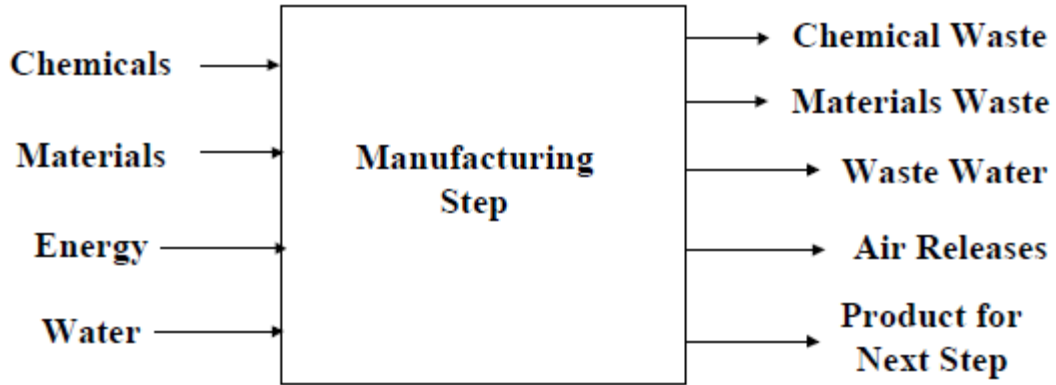 Chemicals
Materials
Energy
Water
Manufacturing
Step
Chemical Waste
Materials Waste
Waste Water
Air Releases
Product for
Next Step